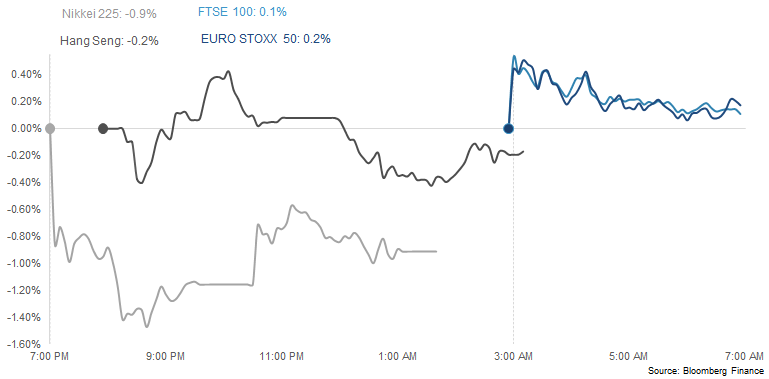 Nikkei 225: -0.9%
FTSE 100: 0.1%
Hang Seng: -0.2%
EURO STOXX 50: 0.2%
0.40%
0.20%
0.00%
-0.20%
-0.40%
-0.60%
-0.80%
-1.00%
-1.20%
-1.40%
-1.60%
7:00 PM 9:00 PM 11:00 PM 1:00 AM 3:00 AM 5:00 AM 7:00 AM
Source: Bloomberg Finance